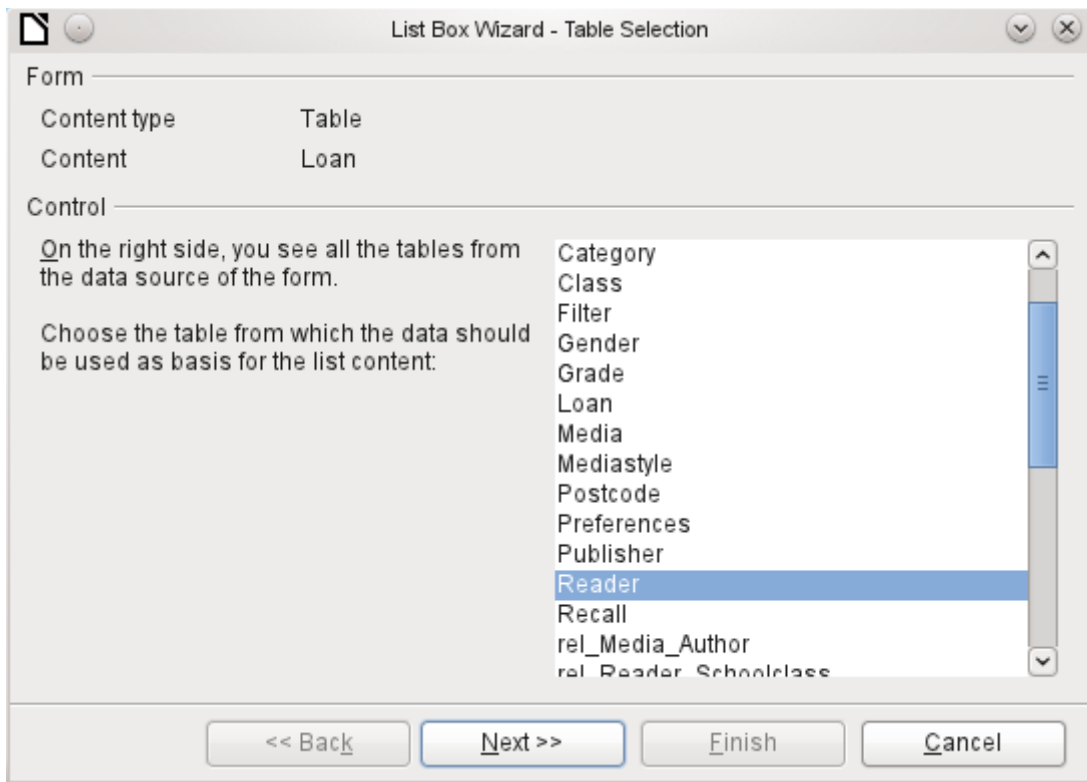 List Box Wizard - Table Selection
Form
Content type Table
Content Loan
Control
On the right side, you see all the tables from
the data source of the form.
Choose the table from which the data should
be used as basis for the list content:
Category
Class
Filter
Gender
Grade
Loan
Media
Mediastyle
Postcode
Preferences
Publisher
Reader
Recall
rel_Media_Author
rel_Reader_Schoolclass
<< Back Next >> Finish Cancel